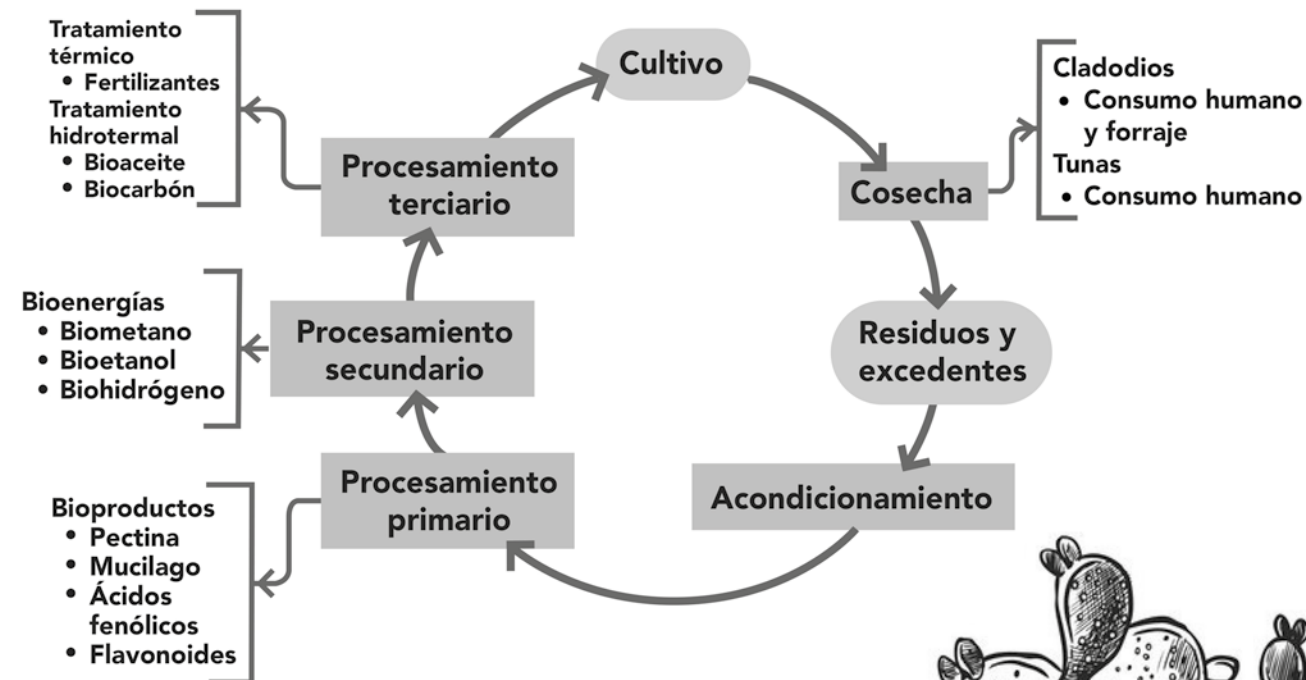 Tratamiento
térmico
• Fertilizantes
Tratamiento
hidrotermal
• Bioaceite
• Biocarbón
Cultivo
Cladodios
• Consumo humano
y forraje
Tunas
• Consumo humano
Procesamiento
terciario
Cosecha
Bioenergías
• Biometano
• Bioetanol
• Biohidrógeno
Procesamiento
secundario
Residuos y
excedentes
Bioproductos
• Pectina
• Mucilago
• Ácidos
fenólicos
• Flavonoides
Procesamiento
primario
Acondicionamiento